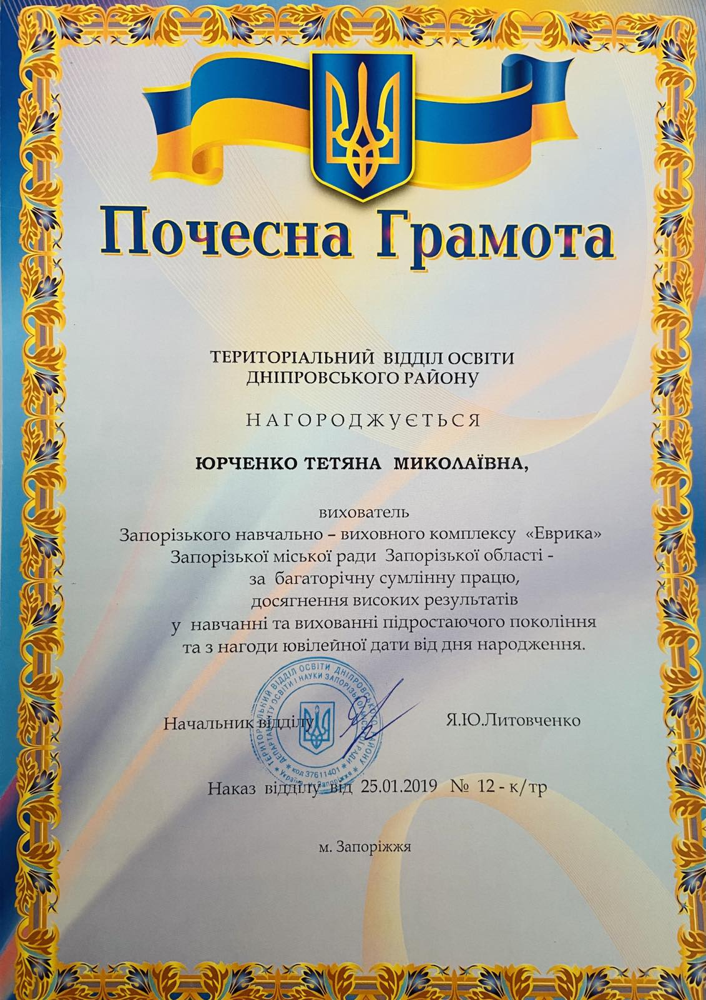 Почесна Грамота
ТЕРИТОРІАЛЬНИЙ ВІДДІЛ ОСВІТИ
ДНІПРОВСЬКОГО РАЙОНУ
НАГОРОДЖУЄТЬСЯ
ЮРЧЕНКО ТЕТЯНА МИКОЛАЇВНА,
вихователь
Запорізького навчально – виховного комплексу «Еврика»
Запорізької міської ради Запорізької області -
за багаторічну сумлінну працю,
досягнення високих результатів
у навчанні та вихованні підростаючого покоління
та з нагоди ювілейної дати від дня народження.
Начальник відділу Я.Ю.Литовченко
ТЕРИТОРІАЛЬНИЙ ВІДДІЛ ОСВІТИ ДНІПРОВСЬКОГО РАЙОНУ
ДЕПАРТАМЕНТУ ОСВІТИ І НАУКИ ЗАПОРІЗЬКОЇ МІСЬКОЇ РАДИ
* код 37611401 *
* Україна, м. Запоріжжя *
Наказ відділу від 25.01.2019 № 12 - к/тр
м. Запоріжжя